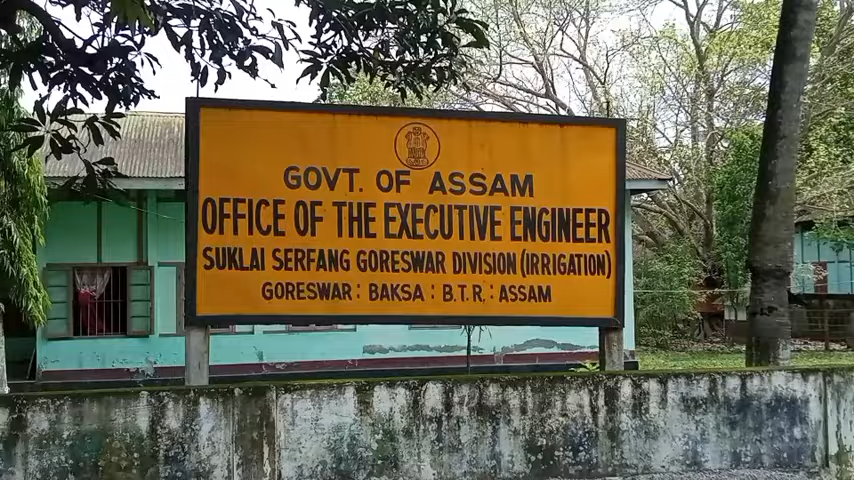 GOVT. OF ASSAM
OFFICE OF THE EXECUTIVE ENGINEER
SUKLAI SERFANG GORESWAR DIVISION (IRRIGATION)
GORESWAR: BAKSA: B.T.R.: ASSAM